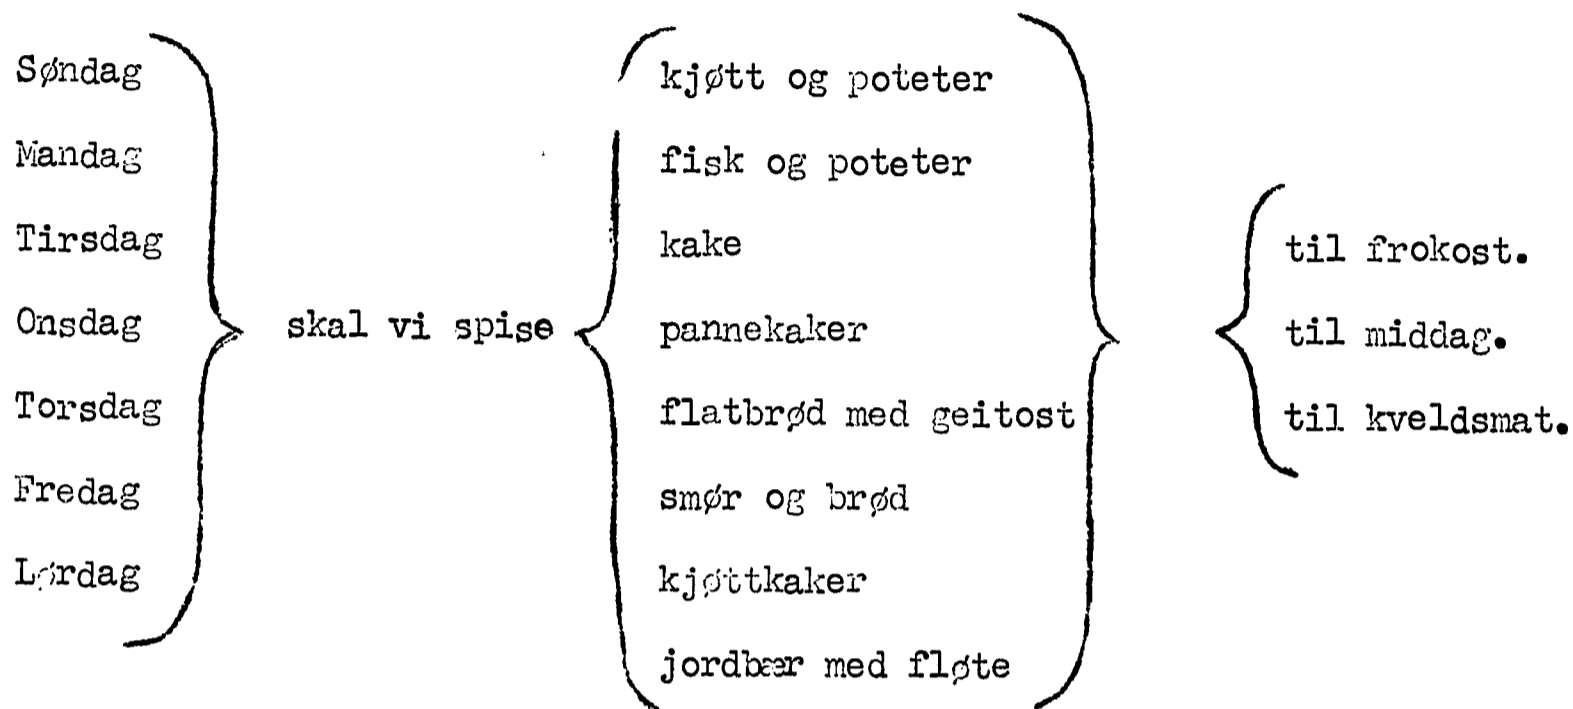 Søndag
Mandag
Tirsdag
Onsdag
Torsdag
Fredag
Lørdag
skal vi spise
kjøtt og poteter
fisk og poteter
kake
pannekaker
flatbrød med geitost
smør og brød
kjøttkaker
jordbær med fløte
til frokost.
til middag.
til kveldsmat.